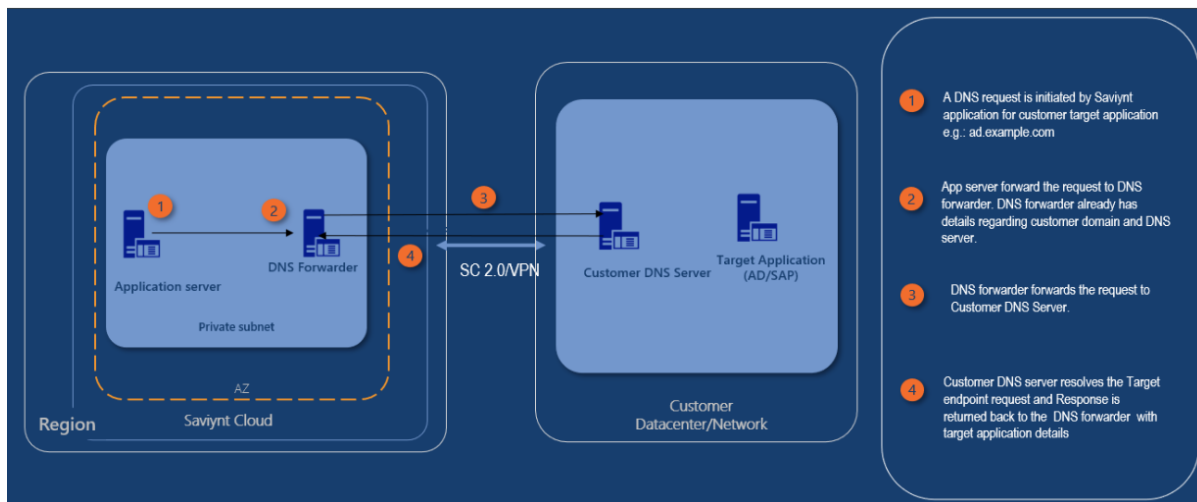 1
2
3
4
Application server
DNS Forwarder
Private subnet
AZ
Saviynt Cloud
Region
SC 2.0/VPN
Customer DNS Server
Target Application
(AD/SAP)
Customer
Datacenter/Network
1
A DNS request is initiated by Saviynt
application for customer target application
e.g.: ad.example.com
2
App server forward the request to DNS
forwarder. DNS forwarder already has
details regarding customer domain and DNS
server.
3
DNS forwarder forwards the request to
Customer DNS Server.
4
Customer DNS server resolves the Target
endpoint request and Response is
returned back to the DNS forwarder with
target application details